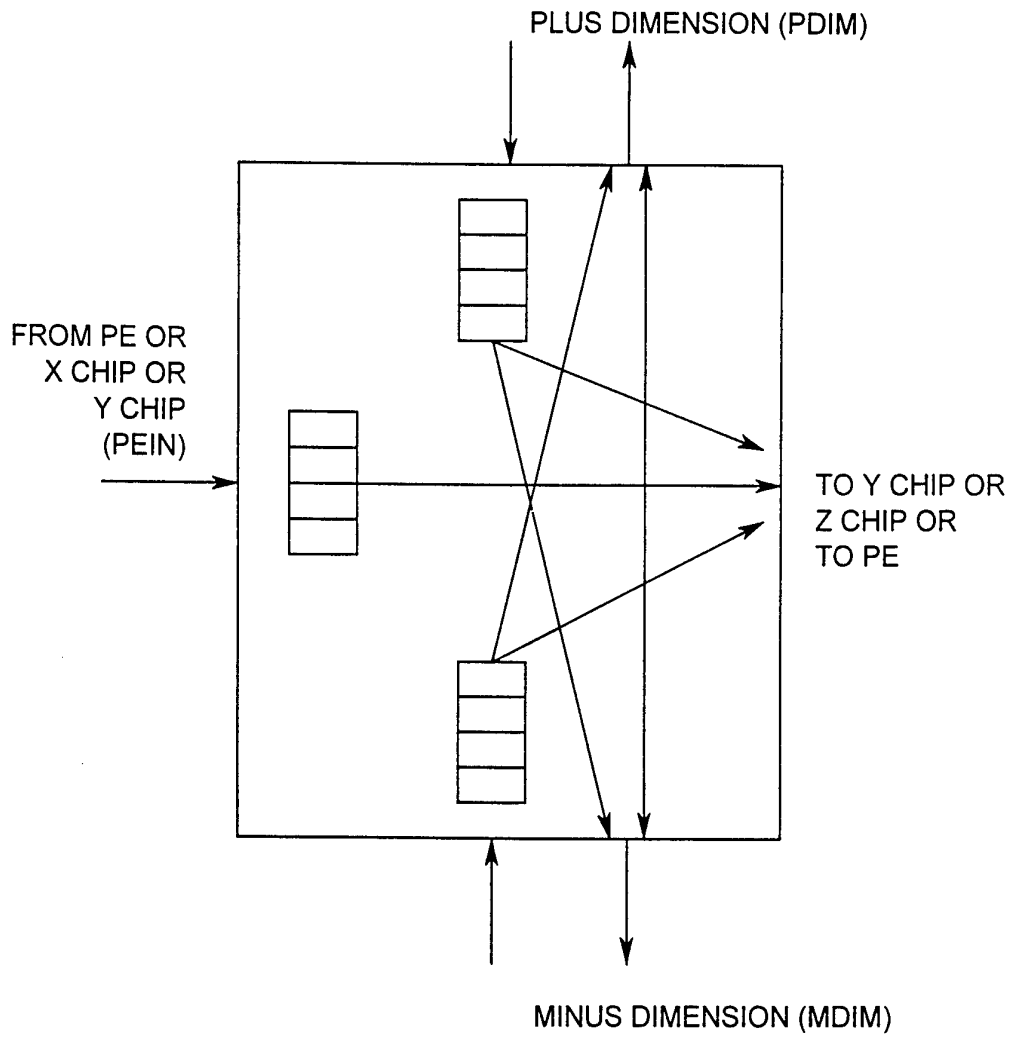 PLUS DIMENSION (PDIM)
FROM PE OR
X CHIP OR
Y CHIP
(PEIN)
TO Y CHIP OR
Z CHIP OR
TO PE
MINUS DIMENSION (MDIM)